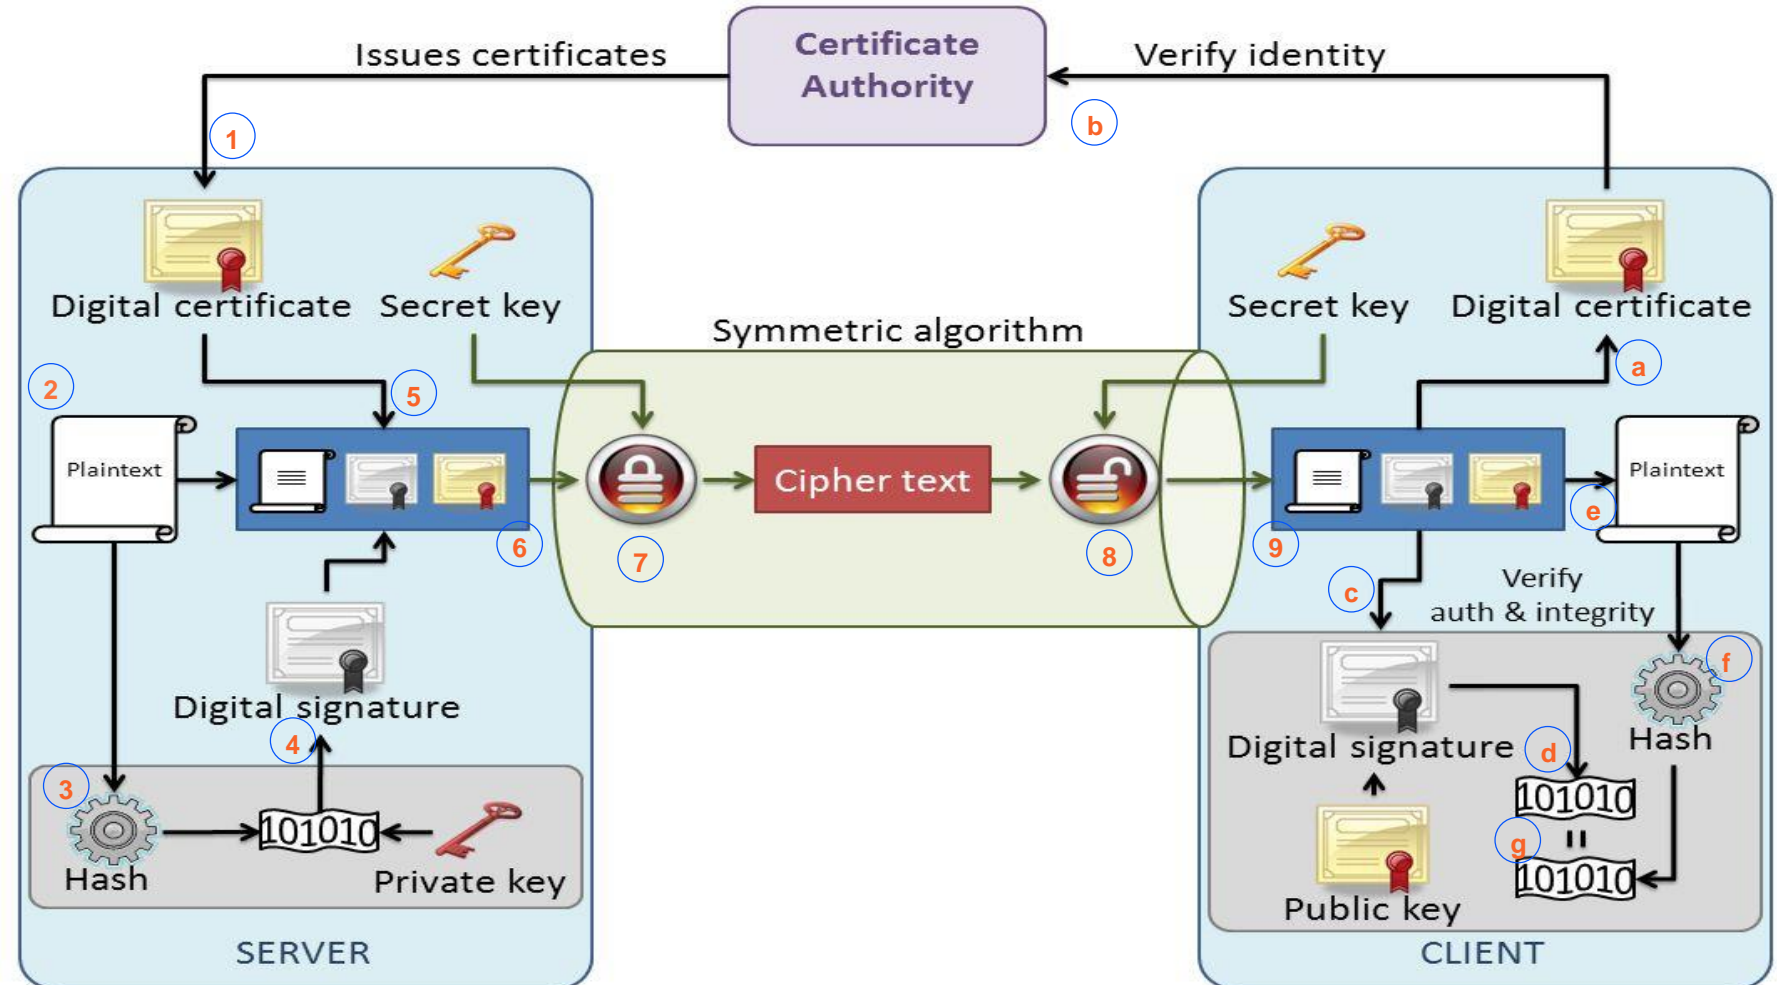 Issues certificates
Certificate
Authority
Verify identity
1
b
Digital certificate
Secret key
Symmetric algorithm
Secret key
Digital certificate
2
5
a
Plaintext
Cipher text
Plaintext
6
7
8
9
e
c
Verify
auth & integrity
Digital signature
4
f
Digital signature
d
Hash
3
101010
101010
g
101010
Hash
Private key
Public key
SERVER
CLIENT